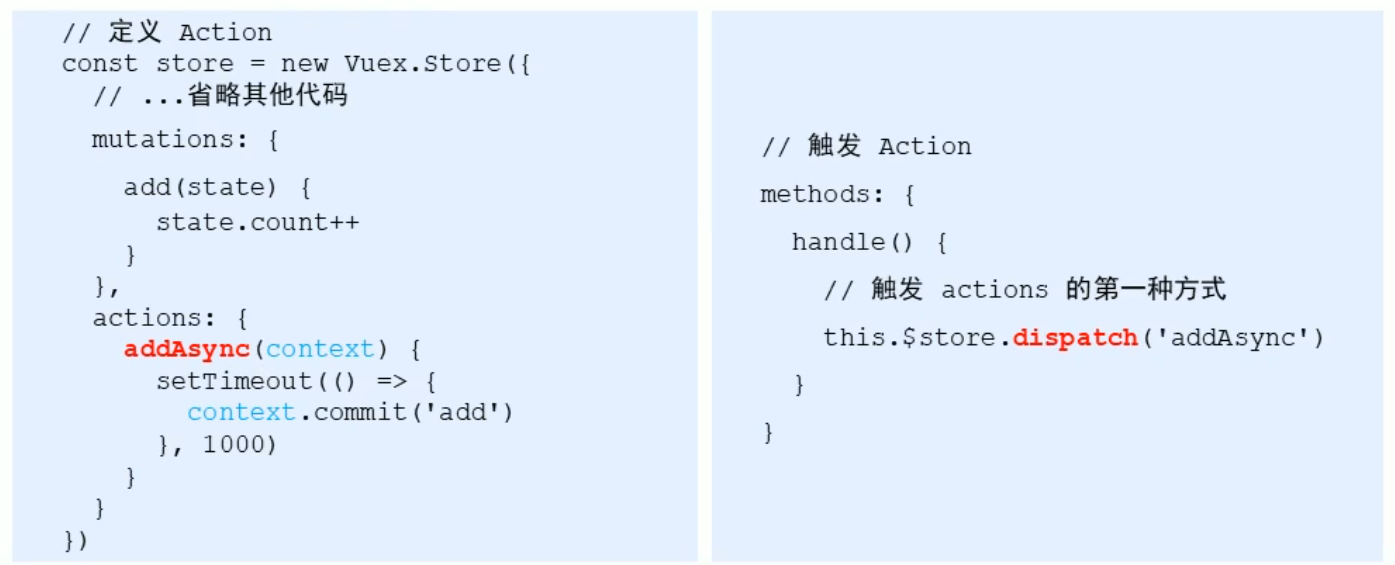 // 定义 Action
const store = new Vuex.Store({
  // ...省略其他代码
  mutations: {
    add(state) {
      state.count++
    }
  },
  actions: {
    addAsync(context) {
      setTimeout(() => {
        context.commit('add')
      }, 1000)
    }
  }
})
// 触发 Action
methods: {
  handle() {
    // 触发 actions 的第一种方式
    this.$store.dispatch('addAsync')
  }
}